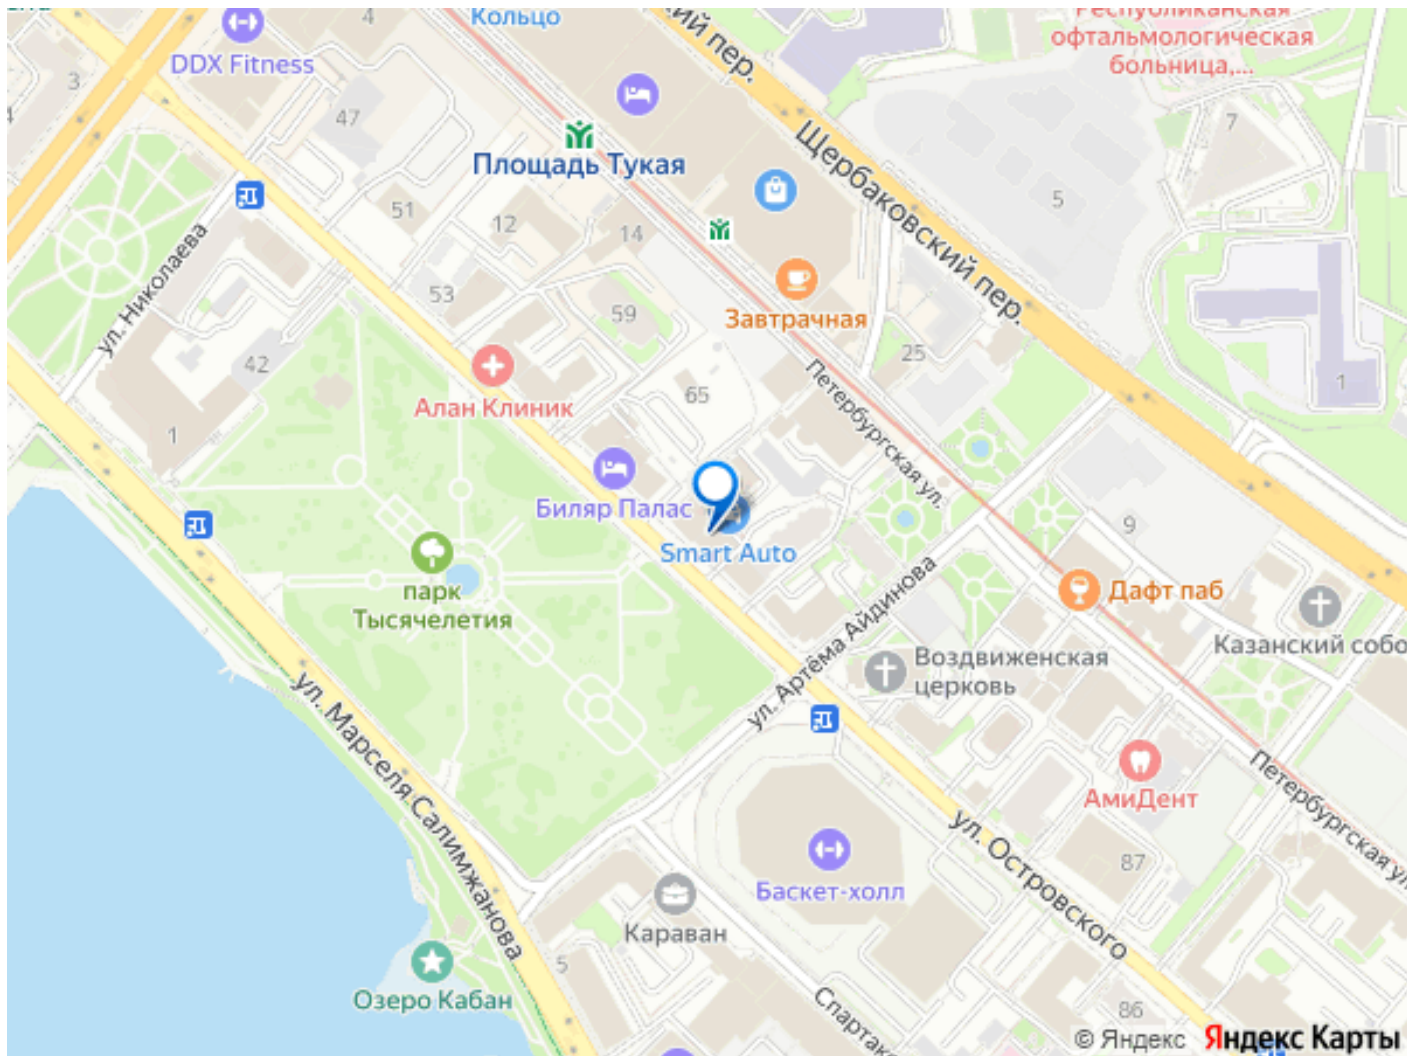 Кольцо
4
DDX Fitness
3
47
ий пер.
Республиканская
офтальмологическая
больница,...
7
Площадь Тукая
Щербаковский пер.
5
51
12
14
ул. Николаева
53
59
Завтрачная
25
42
Алан Клиник
65
Петербургская ул.
1
1
Биляр Палас
Smart Auto
9
парк
Тысячелетия
ул. Артёма Айдинова
Дафт паб
Казанский собо
Воздвиженская
церковь
ул. Марселя Салимжанова
АмиДент
Петербургская ул
ул. Островского
87
Баскет-холл
Караван
5
Озеро Кабан
Спартако
86
© Яндекс Яндекс Карты